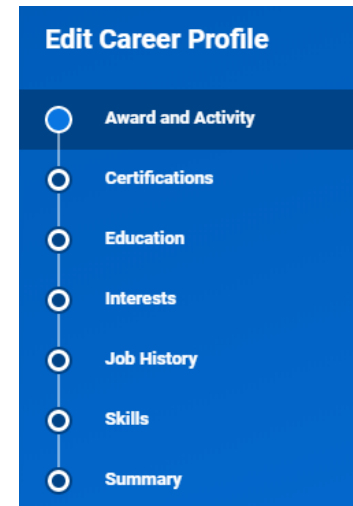 Edit Career Profile
Award and Activity
Certifications
Education
Interests
Job History
Skills
Summary